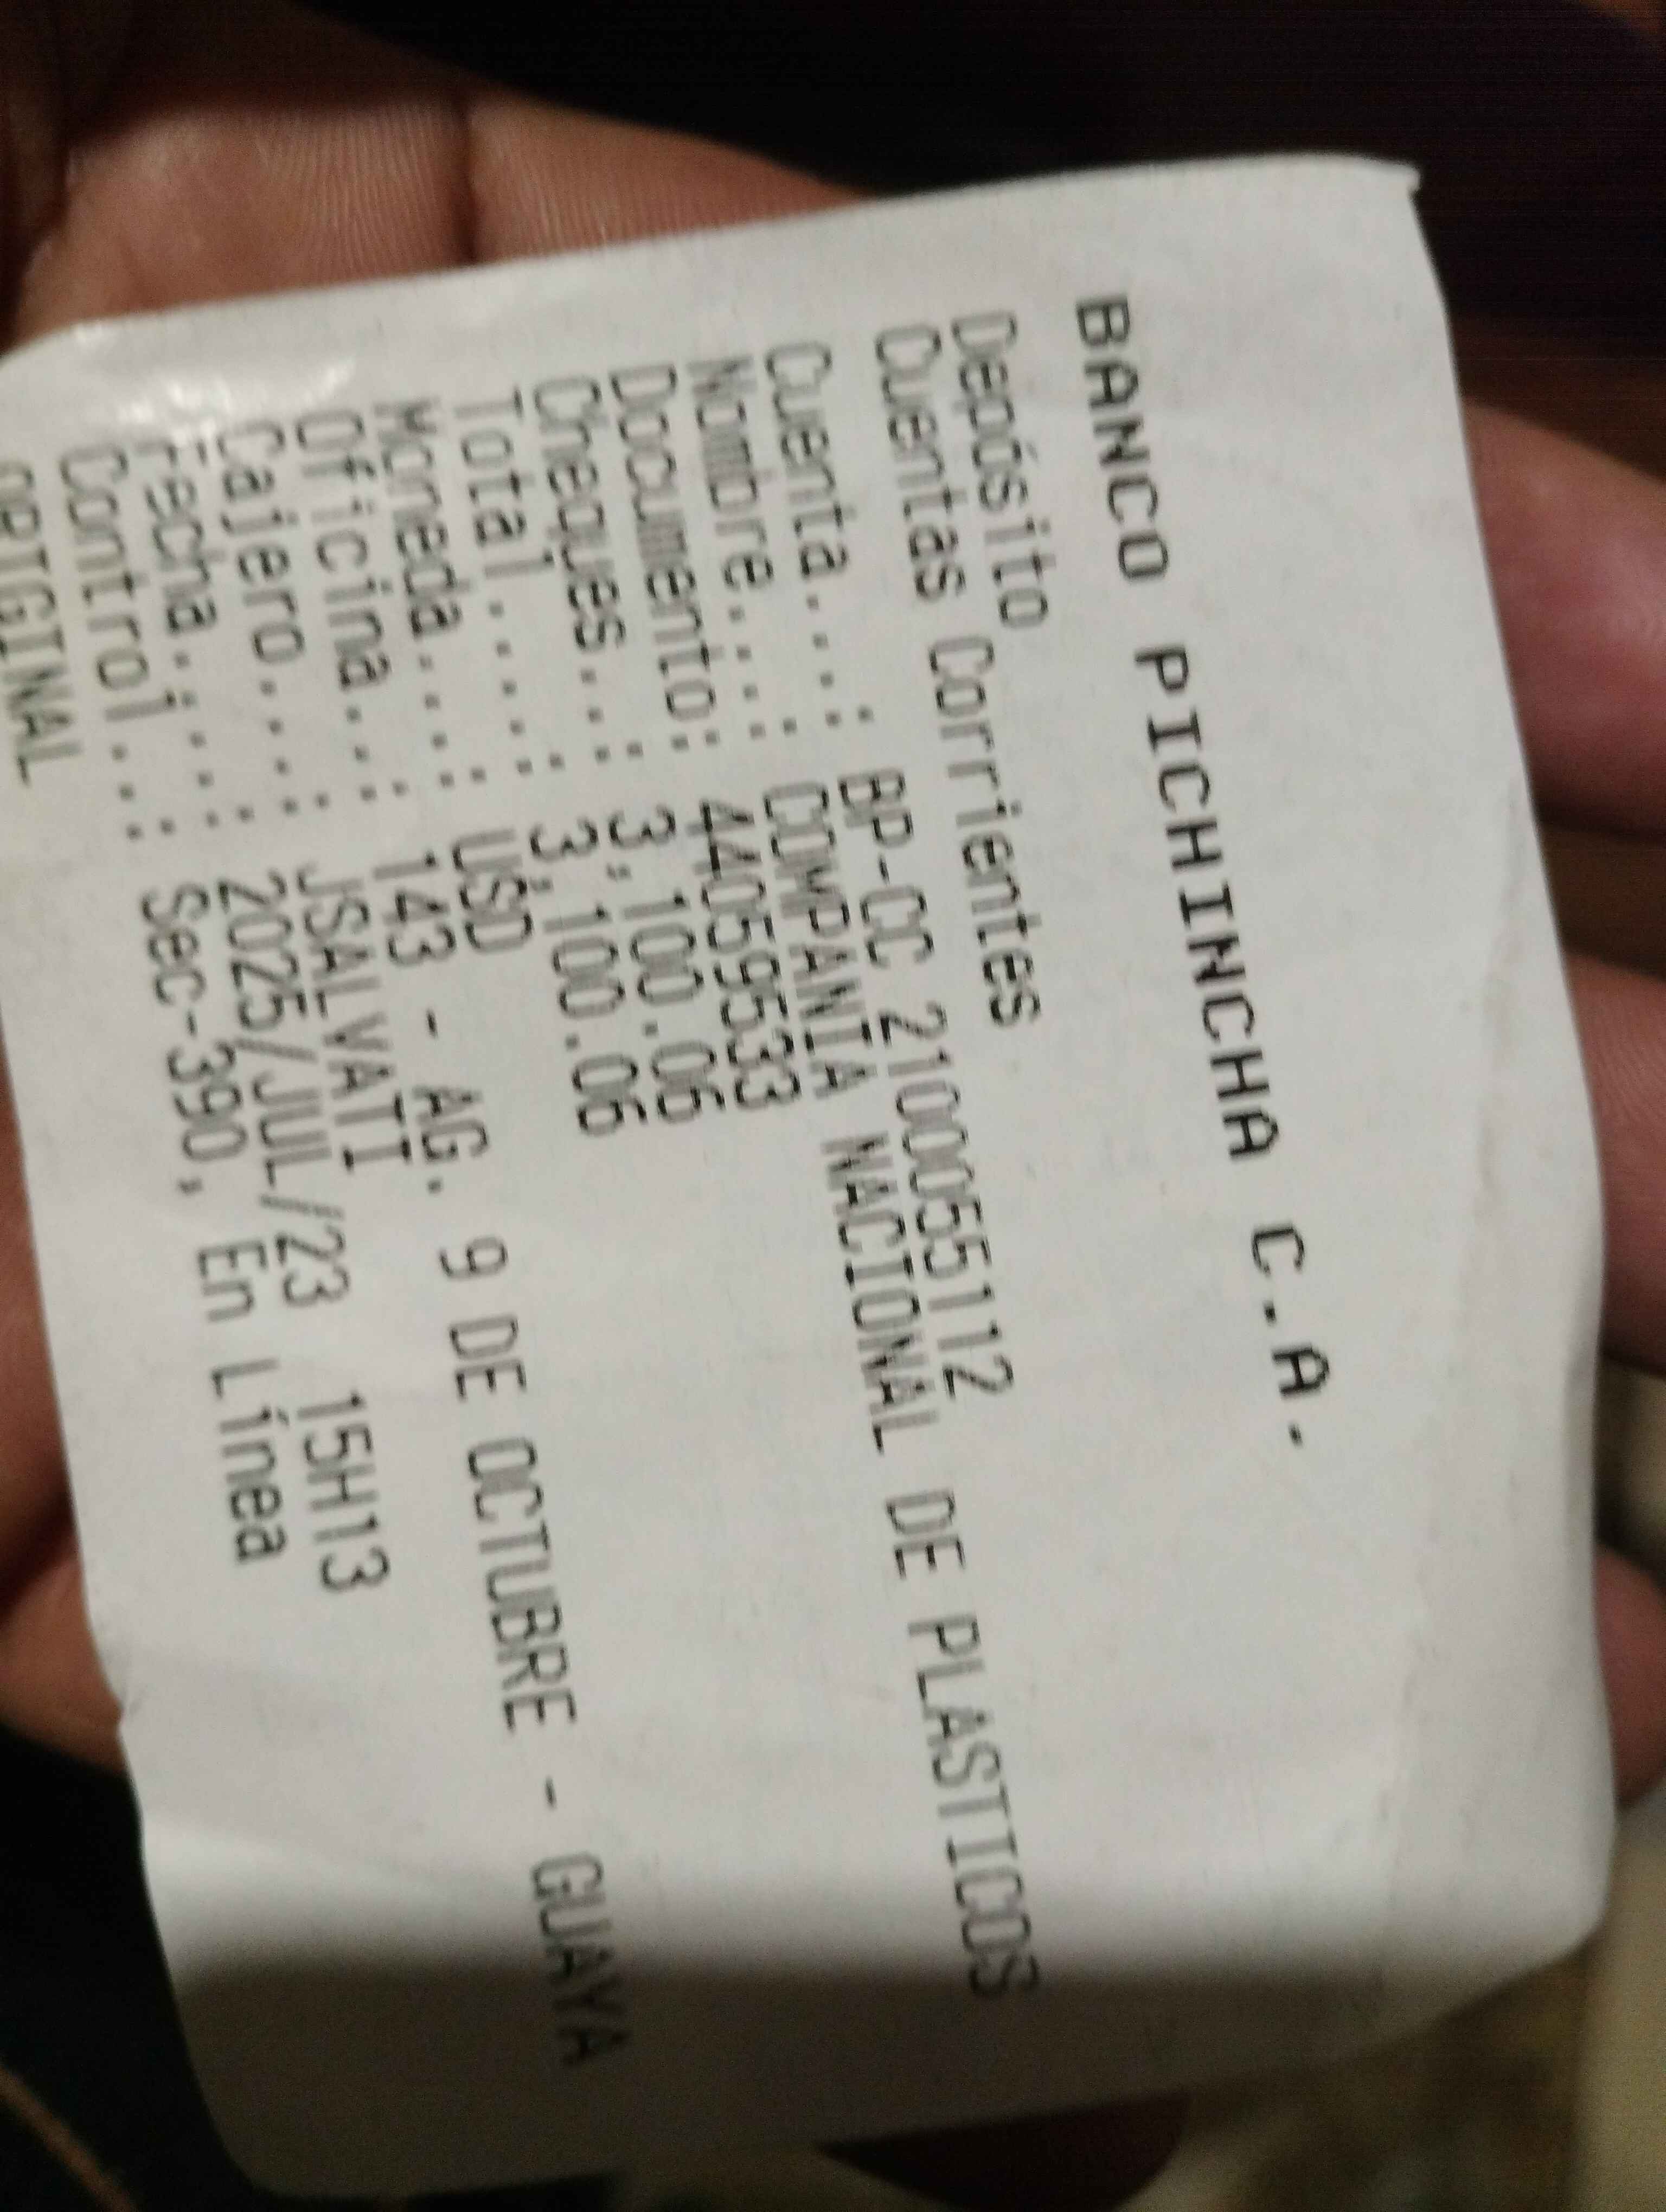 BANCO PICHINCHA C.A.
Depósito
Cuentas Corrientes
Cuenta....: BP-CC 2100055112
Nombre....: COMPANIA NACIONAL DE PLASTICOS
Documento: 44059533
Cheques...: 3,100.06
Total.....: 3,100.06
Moneda....: USD
Oficina...: 143 - AG. 9 DE OCTUBRE - GUAYA
Cajero....: JSALVATI
Fecha.....: 2025/JUL/23 15H13
Control...: Sec-390, En Línea
ORIGINAL